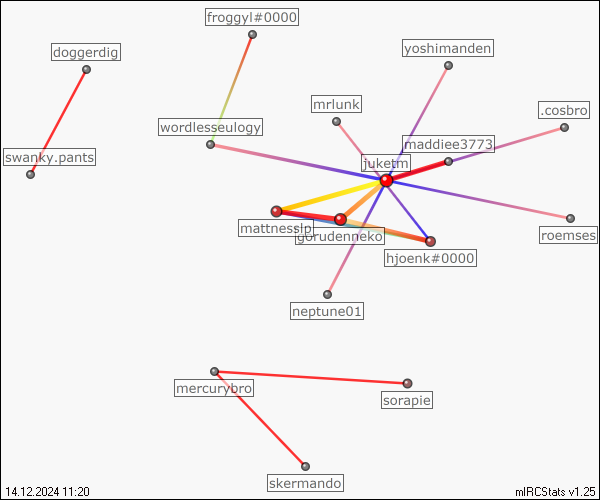 froggyl#0000
doggerdig
yoshimanden
mrlunk
.cosbro
wordlesseulogy
maddiee3773
swanky.pants
juketm
mattnesslp
gorudenneko
roemses
hjoenk#0000
neptune01
mercurybro
sorapie
skermando
14.12.2024 11:20
mIRCStats v1.25